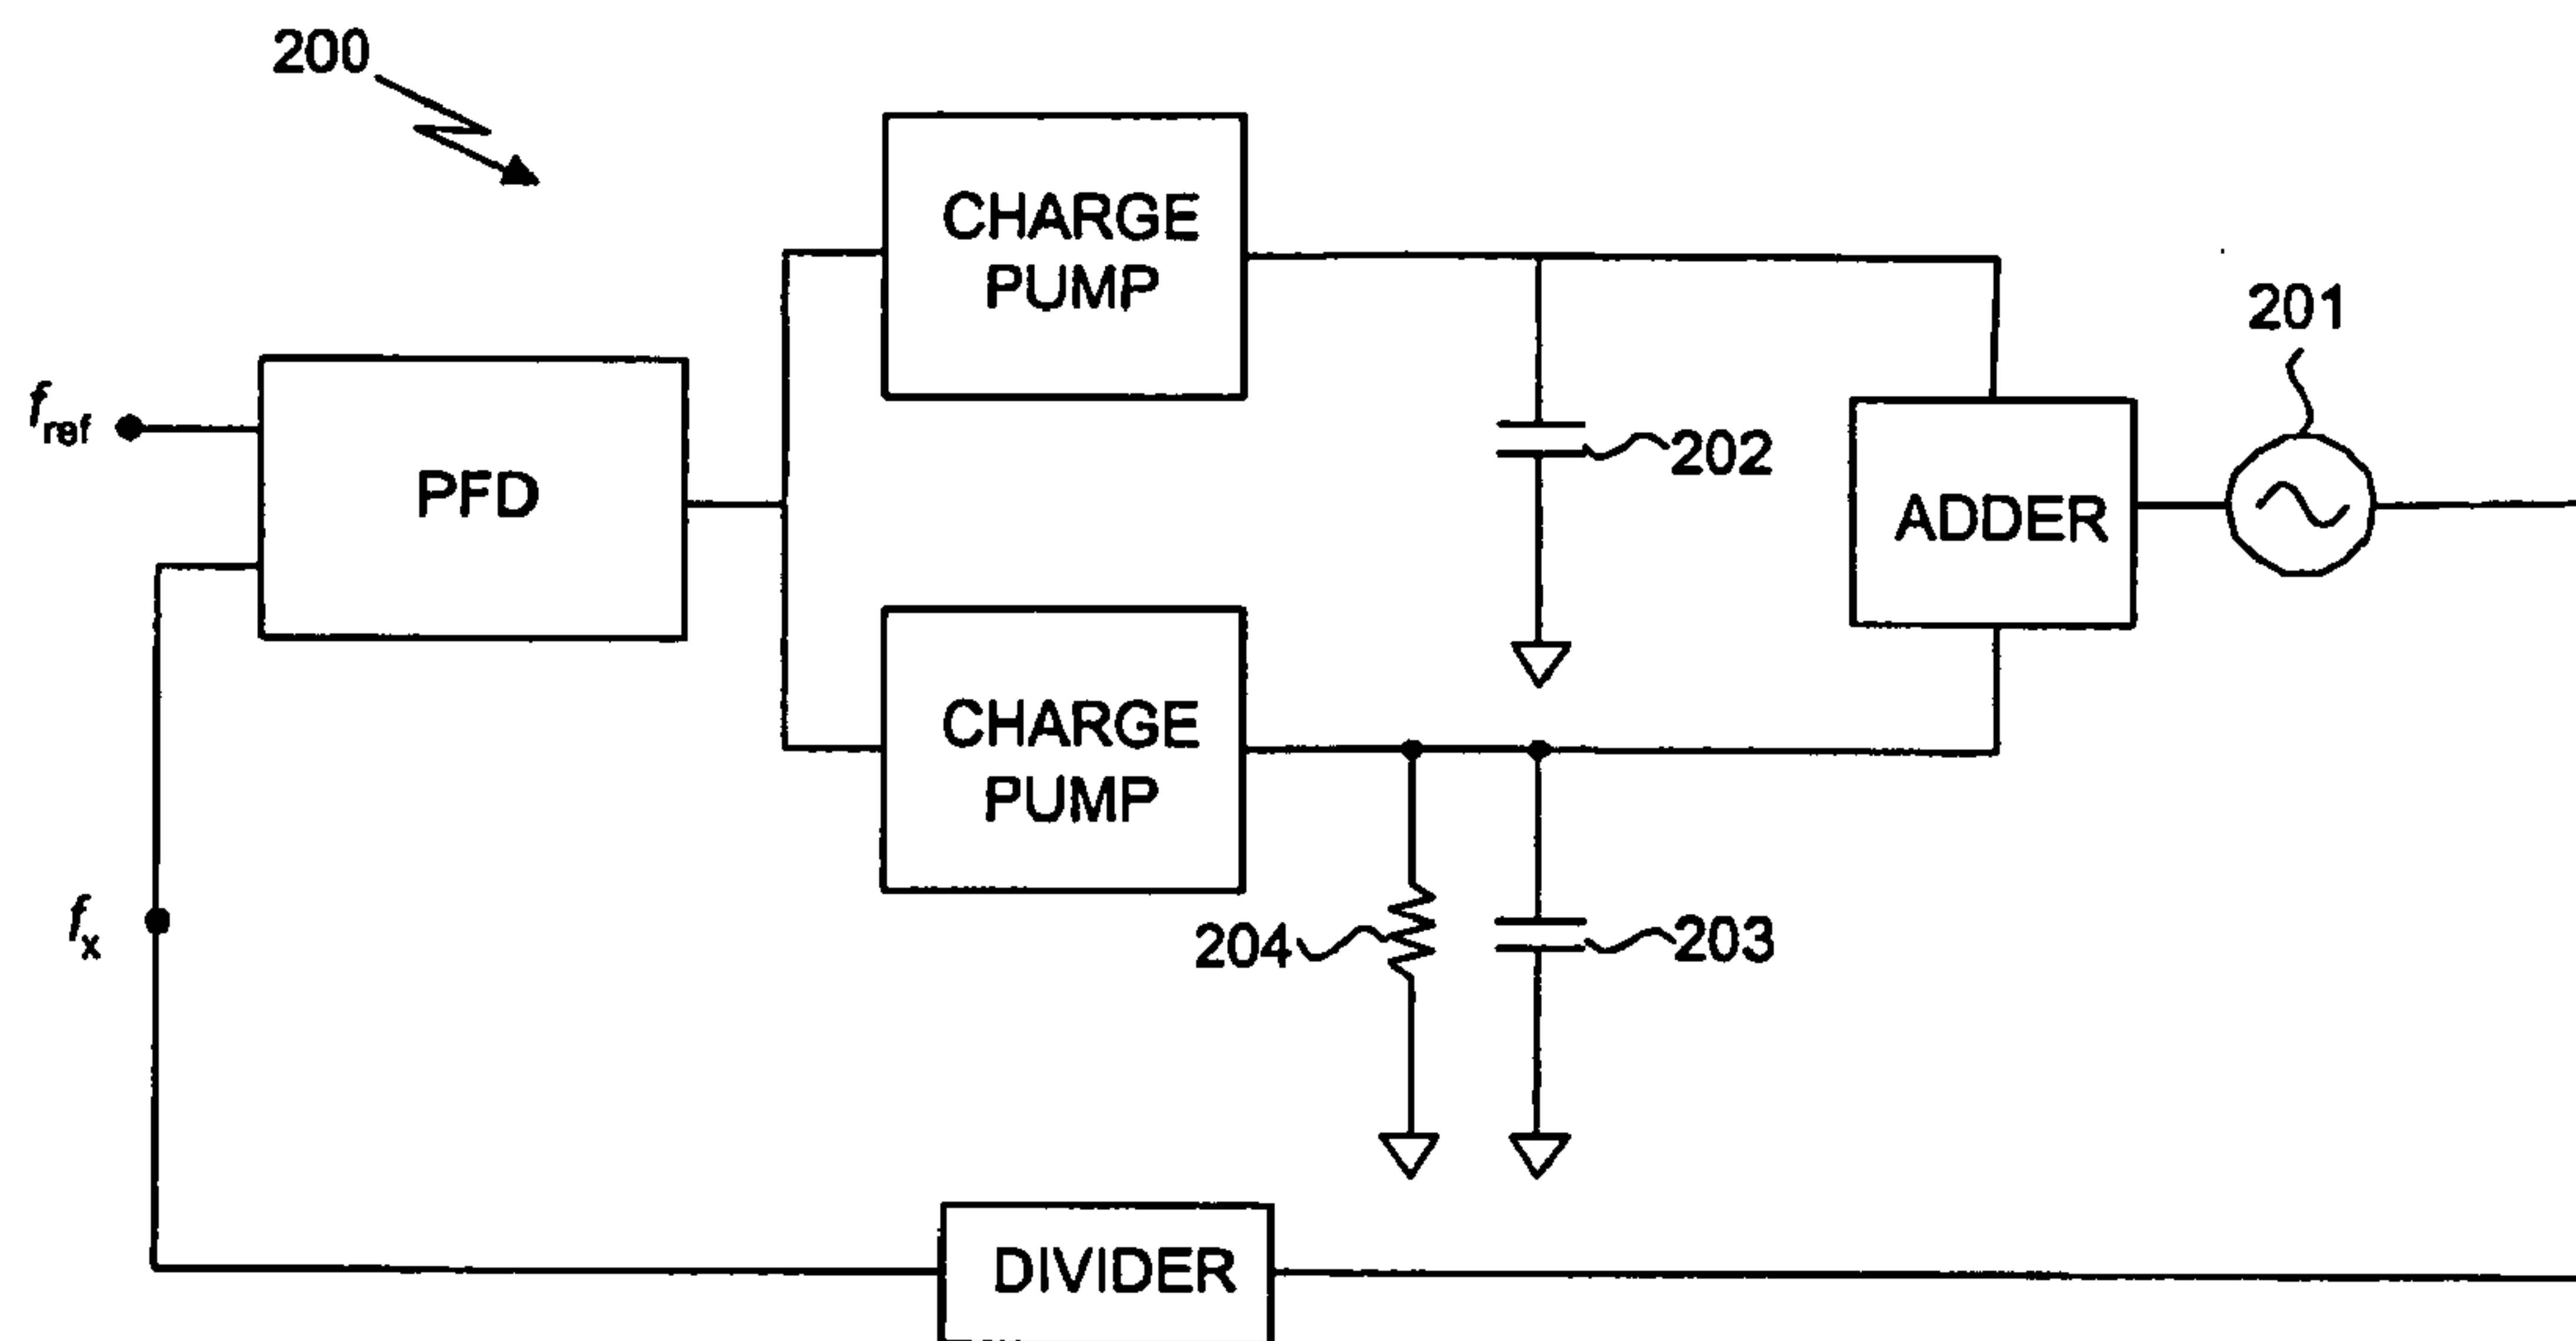 200
CHARGE
PUMP
201
f_ref
PFD
202
ADDER
CHARGE
PUMP
f_x
204
203
DIVIDER